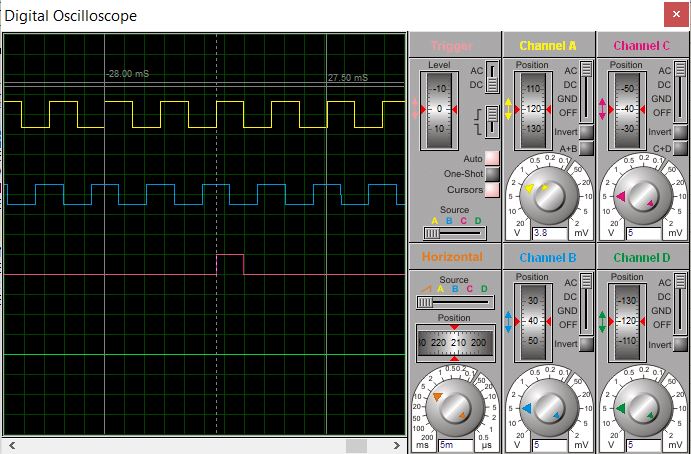 Digital Oscilloscope
-28.00 mS
27.50 mS
Trigger
Level
-10
0
10
AC
DC
Auto
One-Shot
Cursors
Source
A B C D
Channel A
Position
110
120
130
AC
DC
GND
OFF
Invert
A+B
20 10 5 2 1 0.5 0.2 0.1 50 20 10 5 2
V 3.8 mV
Channel C
Position
-50
-40
-30
AC
DC
GND
OFF
Invert
C+D
20 10 5 2 1 0.5 0.2 0.1 50 20 10 5 2
V 5 mV
Horizontal
Source
A B C D
Position
220 210 200
200 100 50 20 10 5 2 1 0.5 0.2 0.1 50 20 10 5 2 1 0.5
ms 5m µs
Channel B
Position
30
40
50
AC
DC
GND
OFF
Invert
20 10 5 2 1 0.5 0.2 0.1 50 20 10 5 2
V 5 mV
Channel D
Position
-130
-120
-110
AC
DC
GND
OFF
Invert
20 10 5 2 1 0.5 0.2 0.1 50 20 10 5 2
V 5 mV